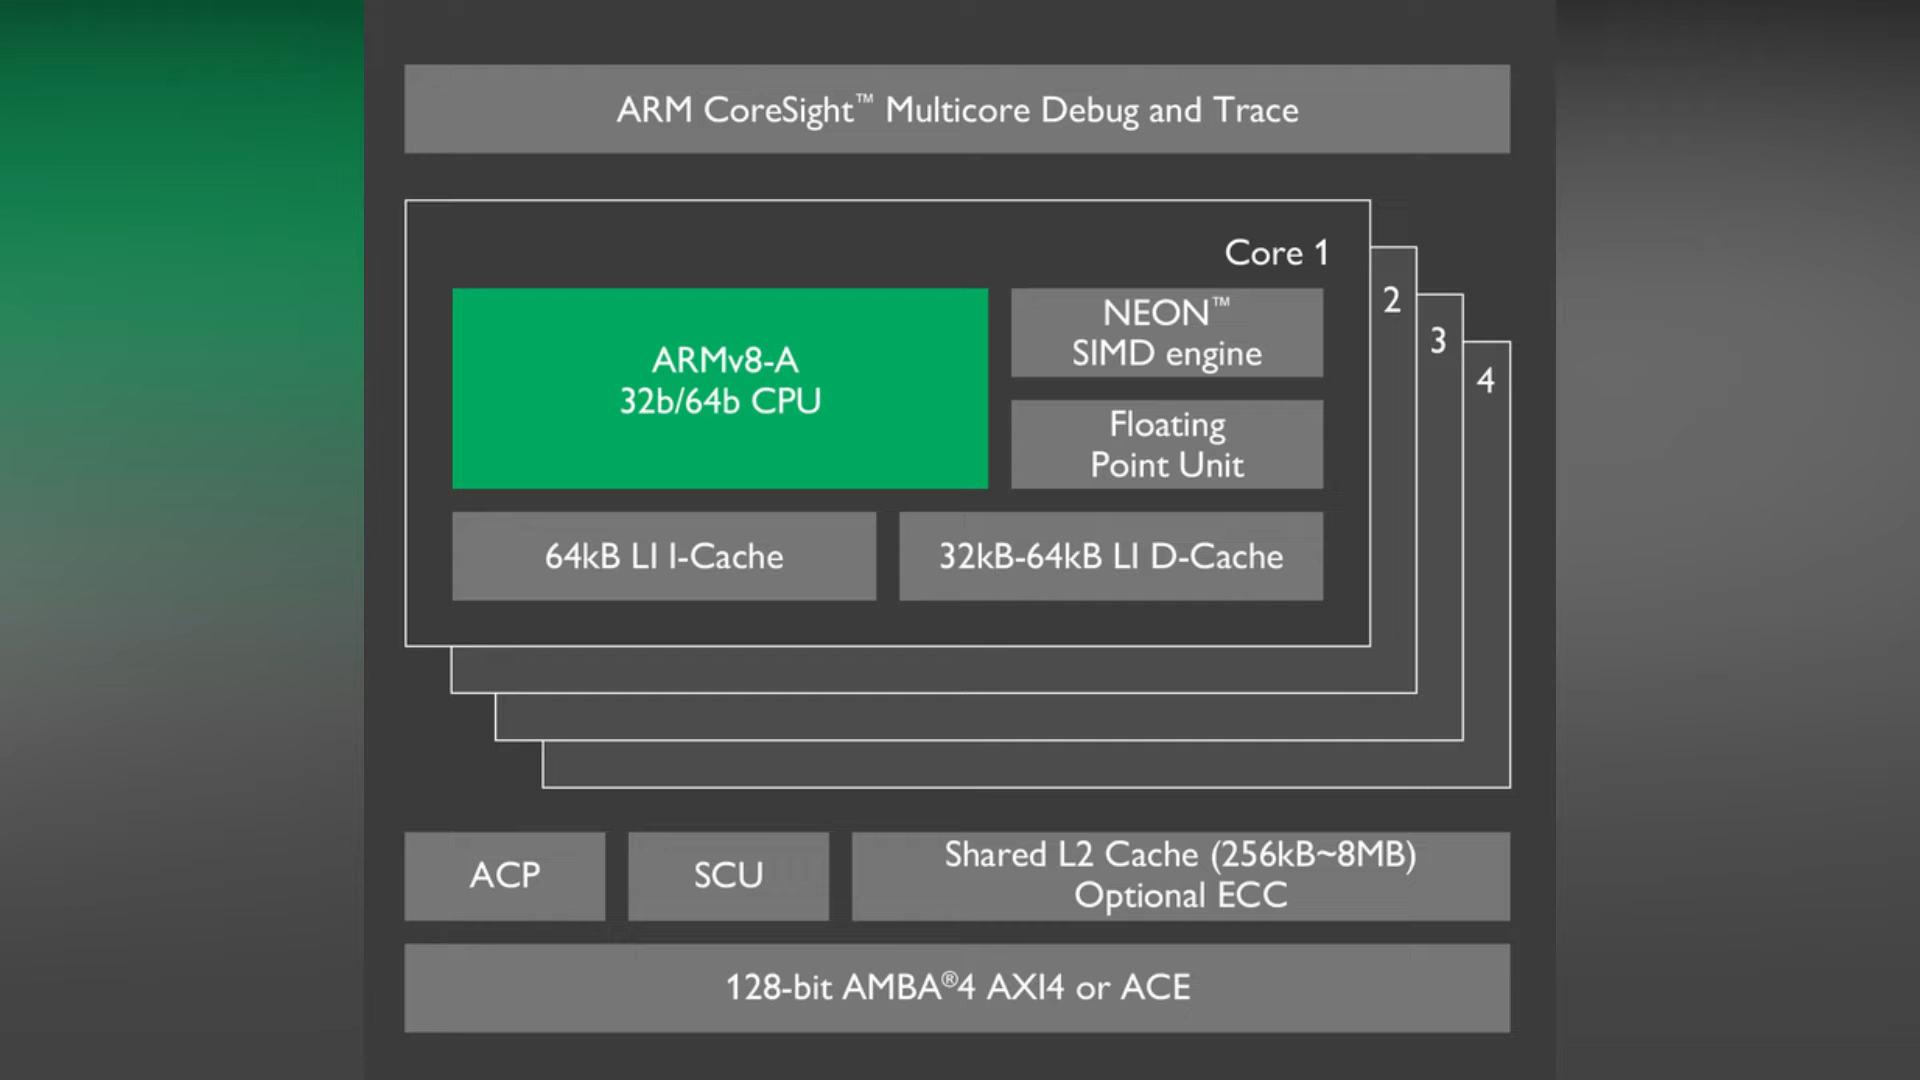 ARM CoreSight™ Multicore Debug and Trace
Core 1
2
3
4
ARMv8-A
32b/64b CPU
NEON™
SIMD engine
Floating
Point Unit
64kB LI I-Cache
32kB-64kB LI D-Cache
ACP
SCU
Shared L2 Cache (256kB~8MB)
Optional ECC
128-bit AMBA®4 AXI4 or ACE